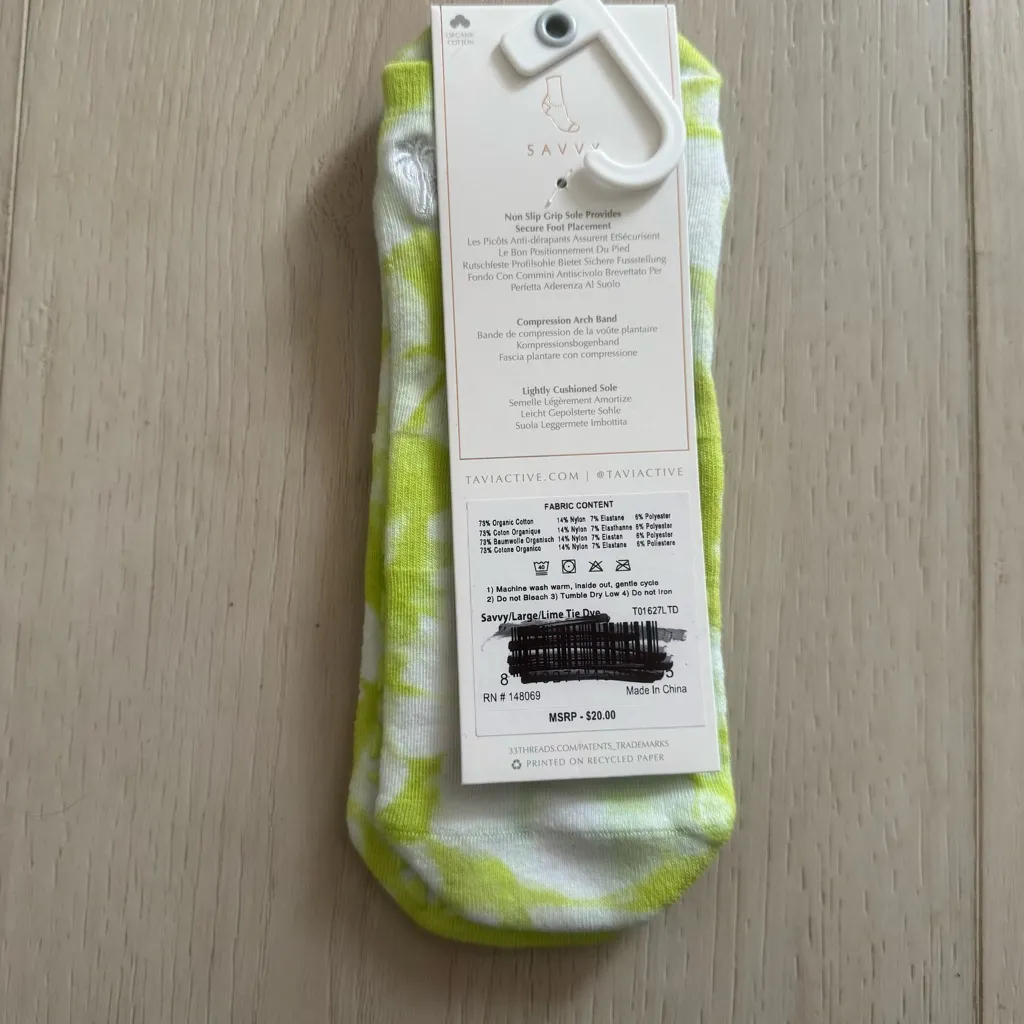 ORGANIC
COTTON
SAVVY
Non Slip Grip Sole Provides
Secure Foot Placement
Les Picôts Anti-dérapants Assurent EtSécurisent
Le Bon Positionnement Du Pied
Rutschfeste Profilsohle Bietet Sichere Fussstellung
Fondo Con Commini Antiscivolo Brevettato Per
Perfetta Aderenza Al Suolo
Compression Arch Band
Bande de compression de la voûte plantaire
Kompressionsbogenband
Fascia plantare con compressione
Lightly Cushioned Sole
Semelle Légèrement Amortize
Leicht Gepolsterte Sohle
Suola Leggermete Imbottita
TAVIACTIVE.COM | @TAVIACTIVE
FABRIC CONTENT
73% Organic Cotton 14% Nylon 7% Elastane 6% Polyester
73% Coton Organique 14% Nylon 7% Elasthanne 6% Polyester
73% Baumwolle Organisch 14% Nylon 7% Elastan 6% Polyester
73% Cotone Organico 14% Nylon 7% Elastane 6% Poliestere
40
1) Machine wash warm, inside out, gentle cycle
2) Do not Bleach 3) Tumble Dry Low 4) Do not Iron
Savvy/Large/Lime Tie Dye T01627LTD
8 5
RN # 148069 Made In China
MSRP - $20.00
33THREADS.COM/PATENTS_TRADEMARKS
PRINTED ON RECYCLED PAPER